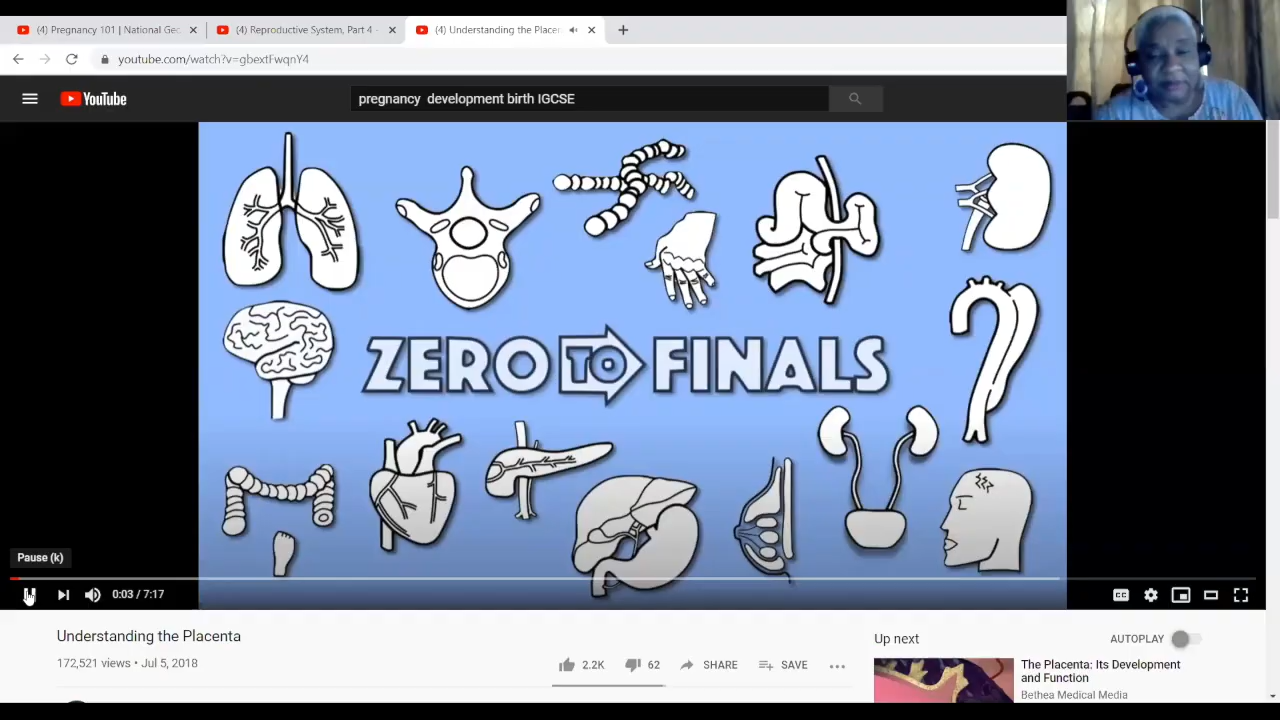 (4) Pregnancy 101 | National Geo
(4) Reproductive System, Part 4 -
(4) Understanding the Placen
youtube.com/watch?v=gbextFwqnY4
YouTube
pregnancy development birth IGCSE
ZERO TO FINALS
Pause (k)
0:03 / 7:17
CC
Understanding the Placenta
172,521 views • Jul 5, 2018
2.2K
62
SHARE
SAVE
Up next
AUTOPLAY
The Placenta: Its Development
and Function
Bethea Medical Media